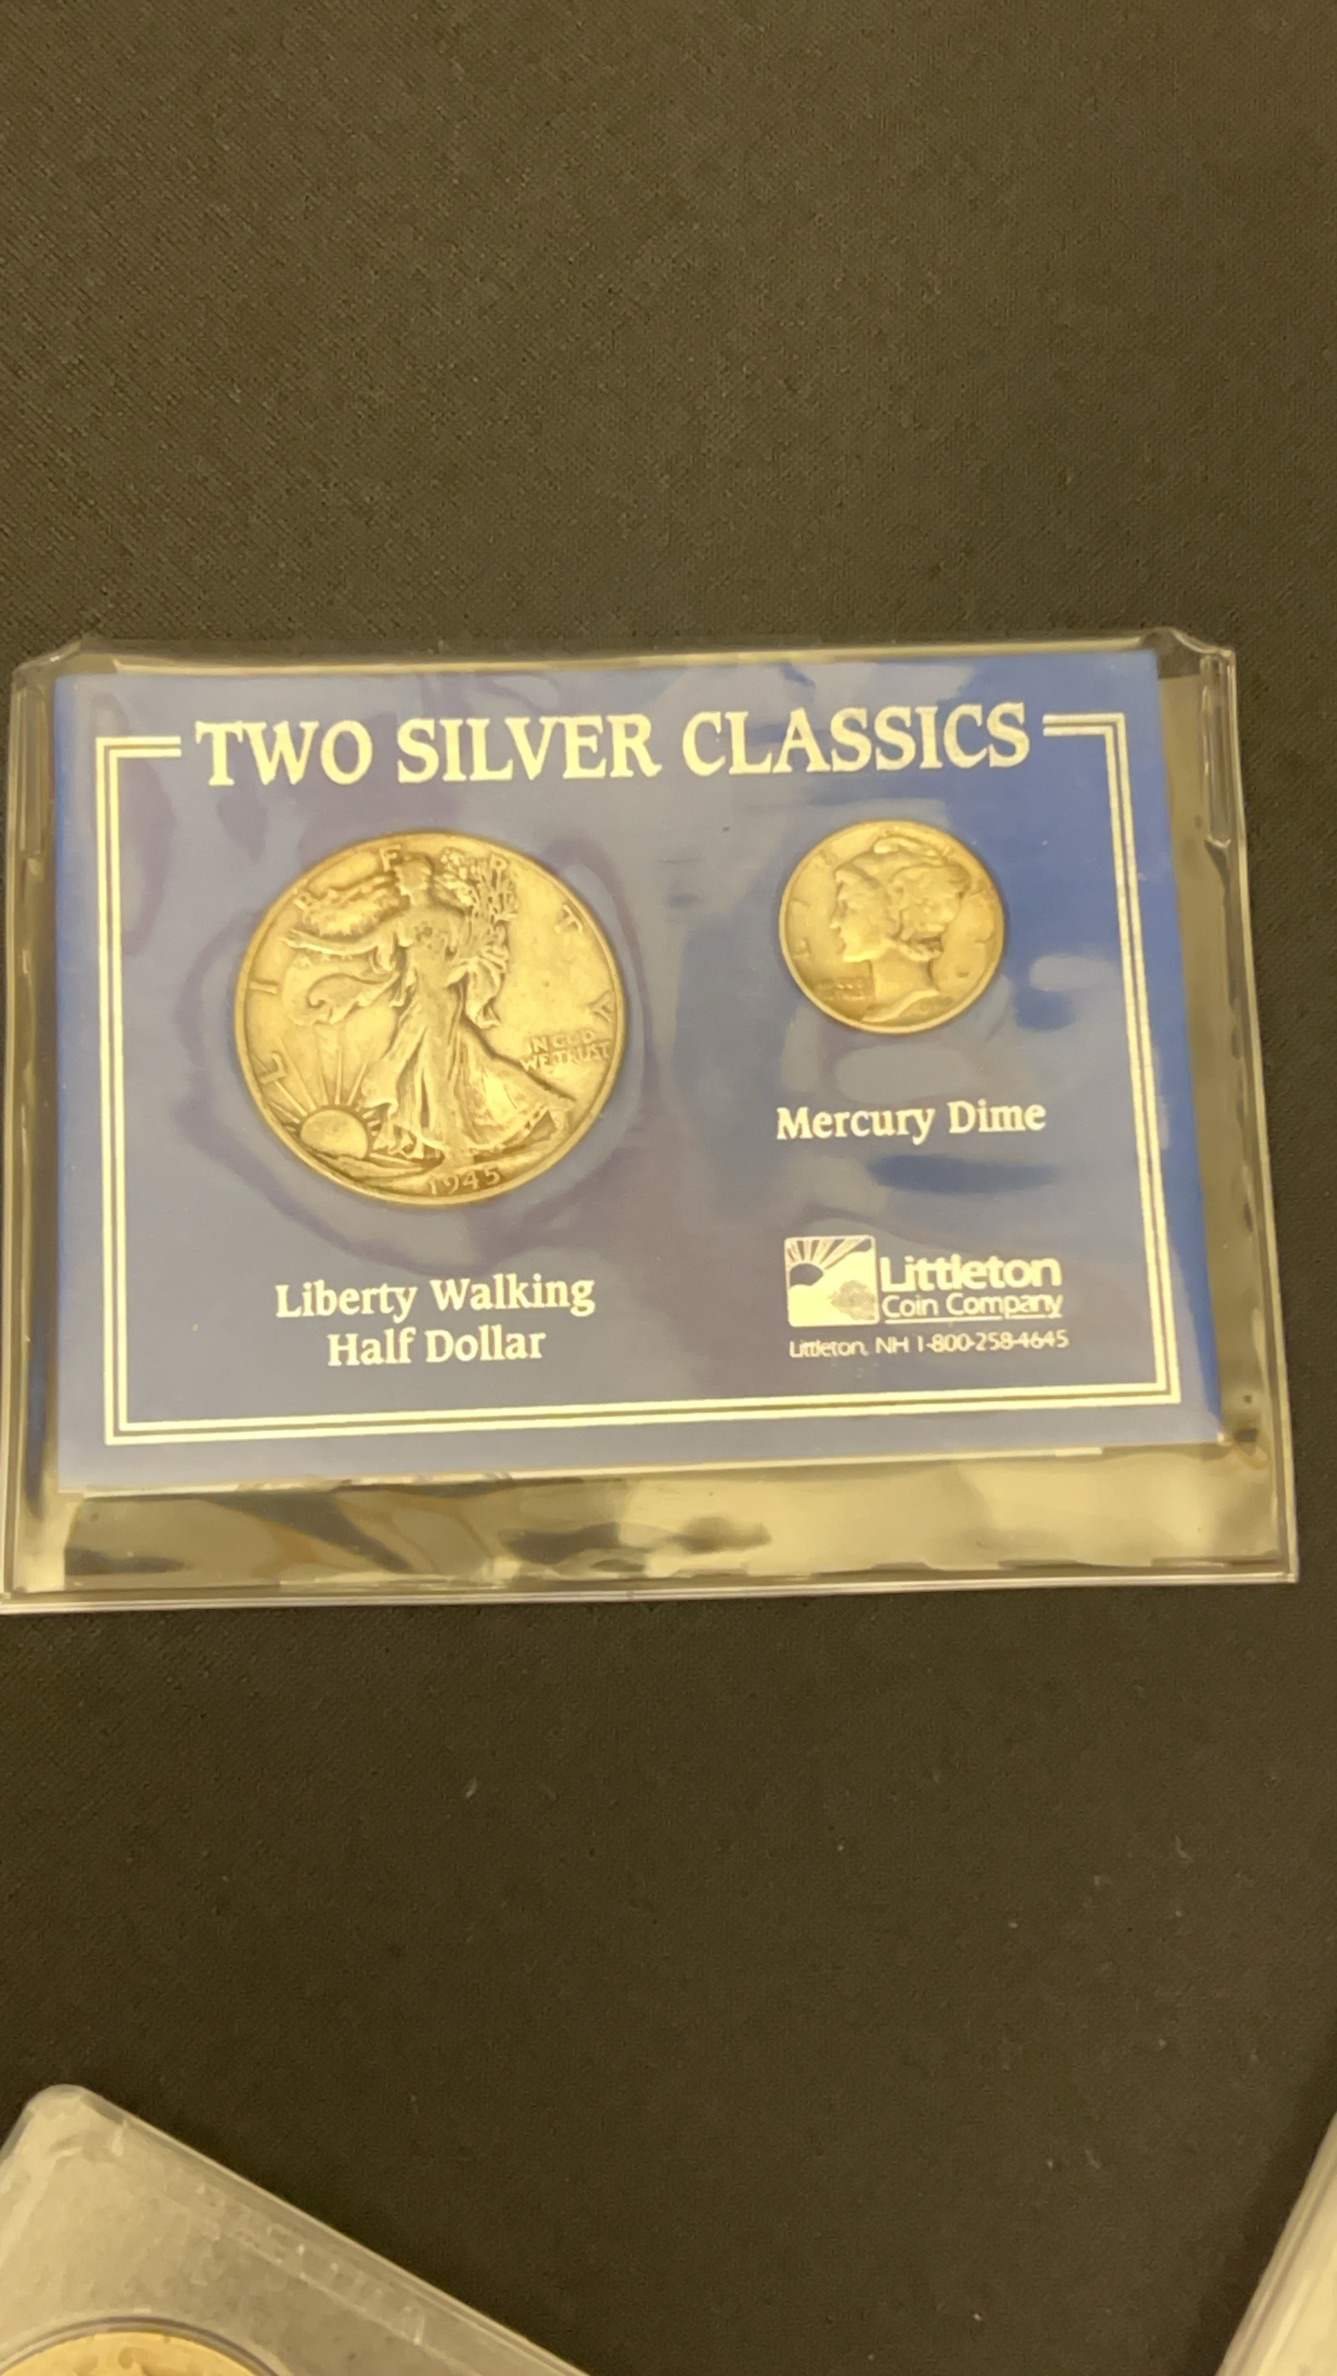 TWO SILVER CLASSICS
LIBERTY
IN GOD
WE TRUST
1945
Liberty Walking
Half Dollar
Mercury Dime
Littleton
Coin Company
Littleton, NH 1-800-258-4645